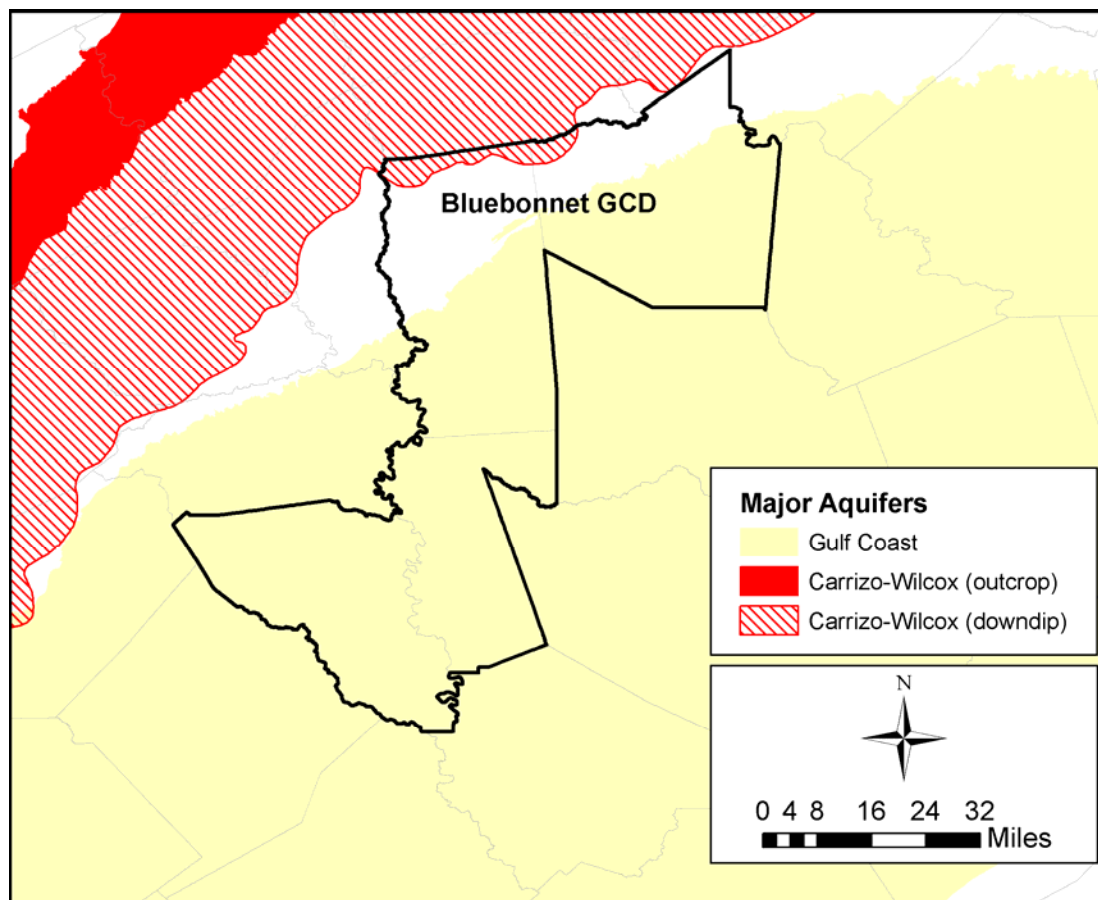 Bluebonnet GCD
Major Aquifers
Gulf Coast
Carrizo-Wilcox (outcrop)
Carrizo-Wilcox (downdip)
N
0 4 8 16 24 32
Miles